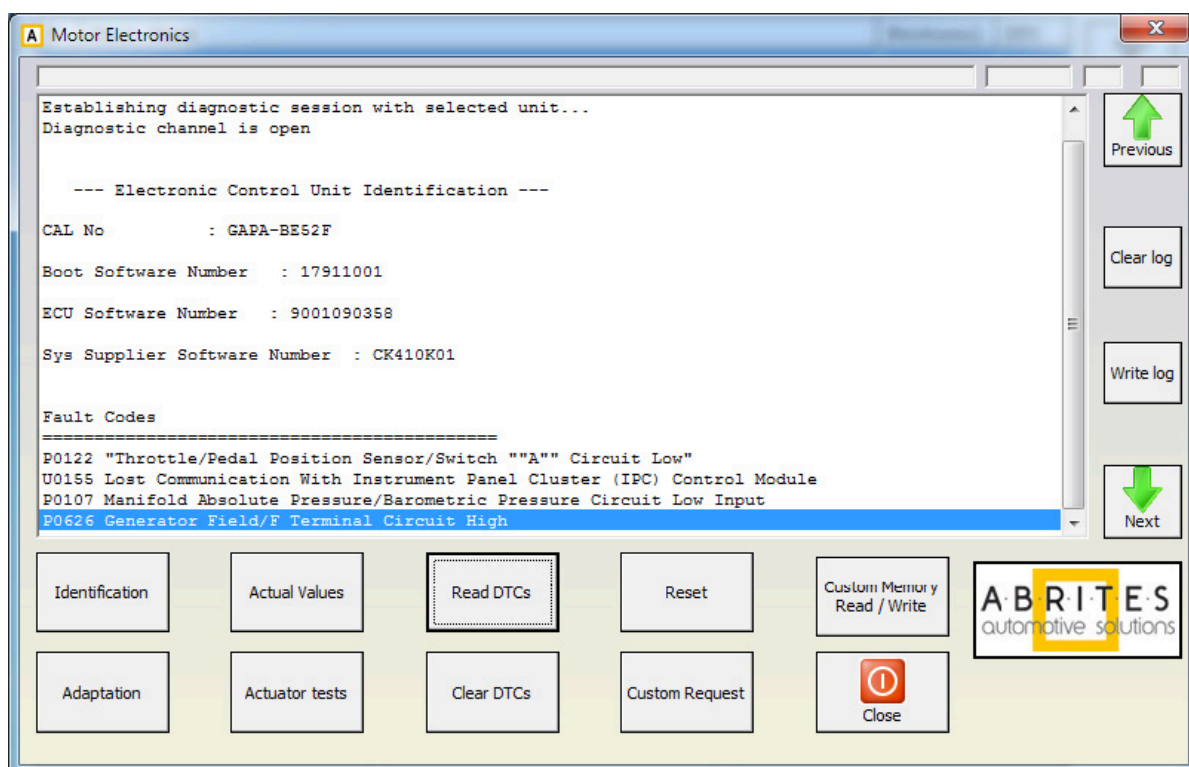 Motor Electronics
Establishing diagnostic session with selected unit...
Diagnostic channel is open
--- Electronic Control Unit Identification ---
CAL No : GAPA-BE52F
Boot Software Number : 17911001
ECU Software Number : 9001090358
Sys Supplier Software Number : CK410K01
Fault Codes
============================================
P0122 "Throttle/Pedal Position Sensor/Switch ""A"" Circuit Low"
U0155 Lost Communication With Instrument Panel Cluster (IPC) Control Module
P0107 Manifold Absolute Pressure/Barometric Pressure Circuit Low Input
P0626 Generator Field/F Terminal Circuit High
Previous
Clear log
Write log
Next
Identification
Actual Values
Read DTCs
Reset
Custom Memory
Read / Write
Adaptation
Actuator tests
Clear DTCs
Custom Request
Close
A·B·R·I·T·E·S
automotive solutions